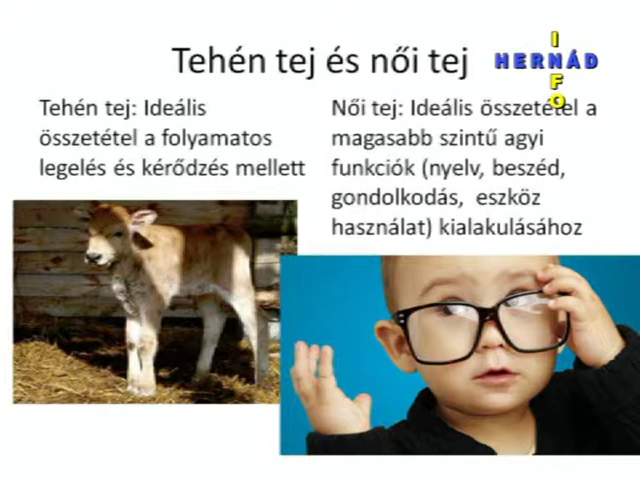 Tehén tej és női tej
HERNÁD
INFO
Tehén tej: Ideális
összetétel a folyamatos
legelés és kérődzés mellett
Női tej: Ideális összetétel a
magasabb szintű agyi
funkciók (nyelv, beszéd,
gondolkodás, eszköz
használat) kialakulásához